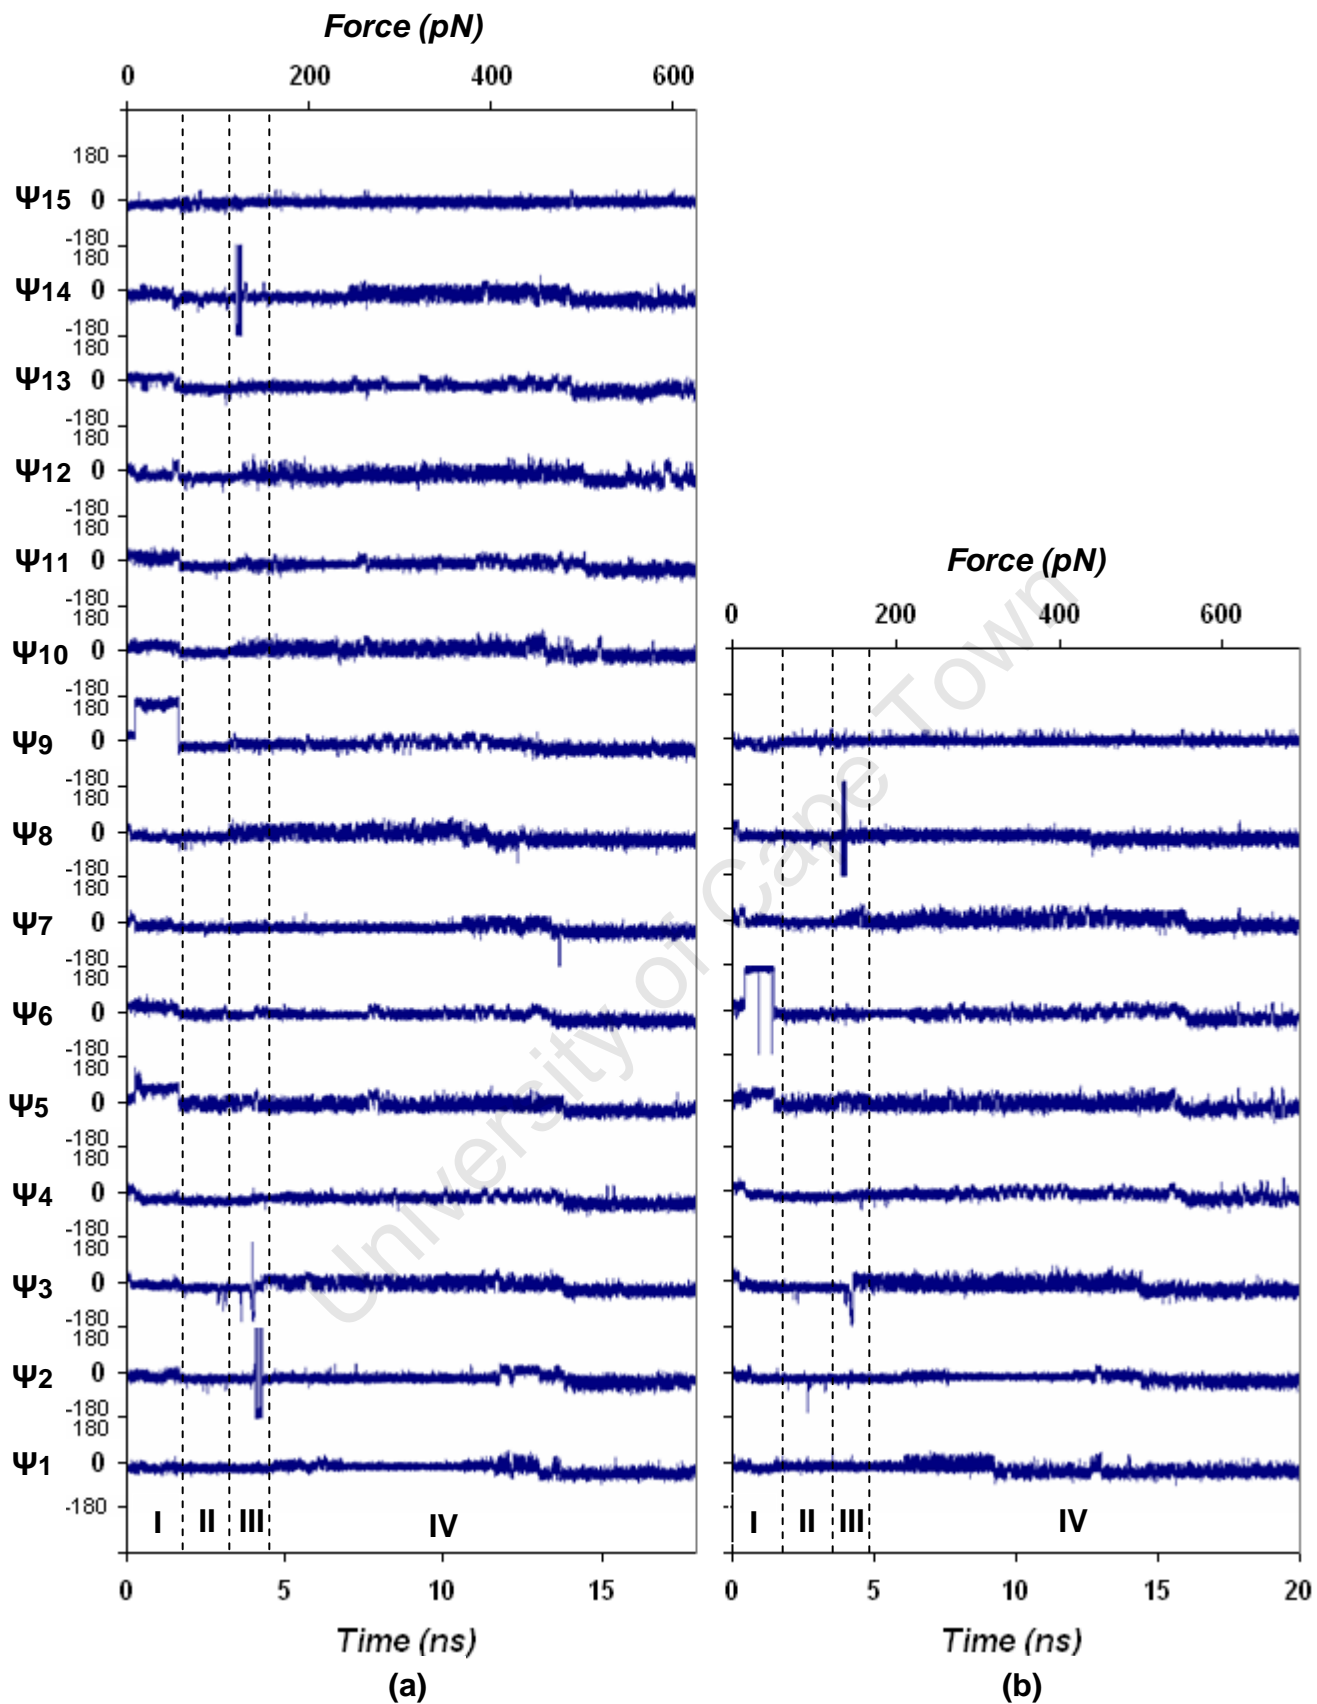 Force (pN)
0 200 400 600
180
Ψ15 0
-180
180
Ψ14 0
-180
180
Ψ13 0
-180
180
Ψ12 0
-180
180
Ψ11 0
-180
180
Ψ10 0
-180
180
Ψ9 0
-180
180
Ψ8 0
-180
180
Ψ7 0
-180
180
Ψ6 0
-180
180
Ψ5 0
-180
180
Ψ4 0
-180
180
Ψ3 0
-180
180
Ψ2 0
-180
180
Ψ1 0
-180
I II III IV
0 5 10 15
Time (ns)
(a)
Force (pN)
0 200 400 600
I II III IV
0 5 10 15 20
Time (ns)
(b)
University of Cape Town